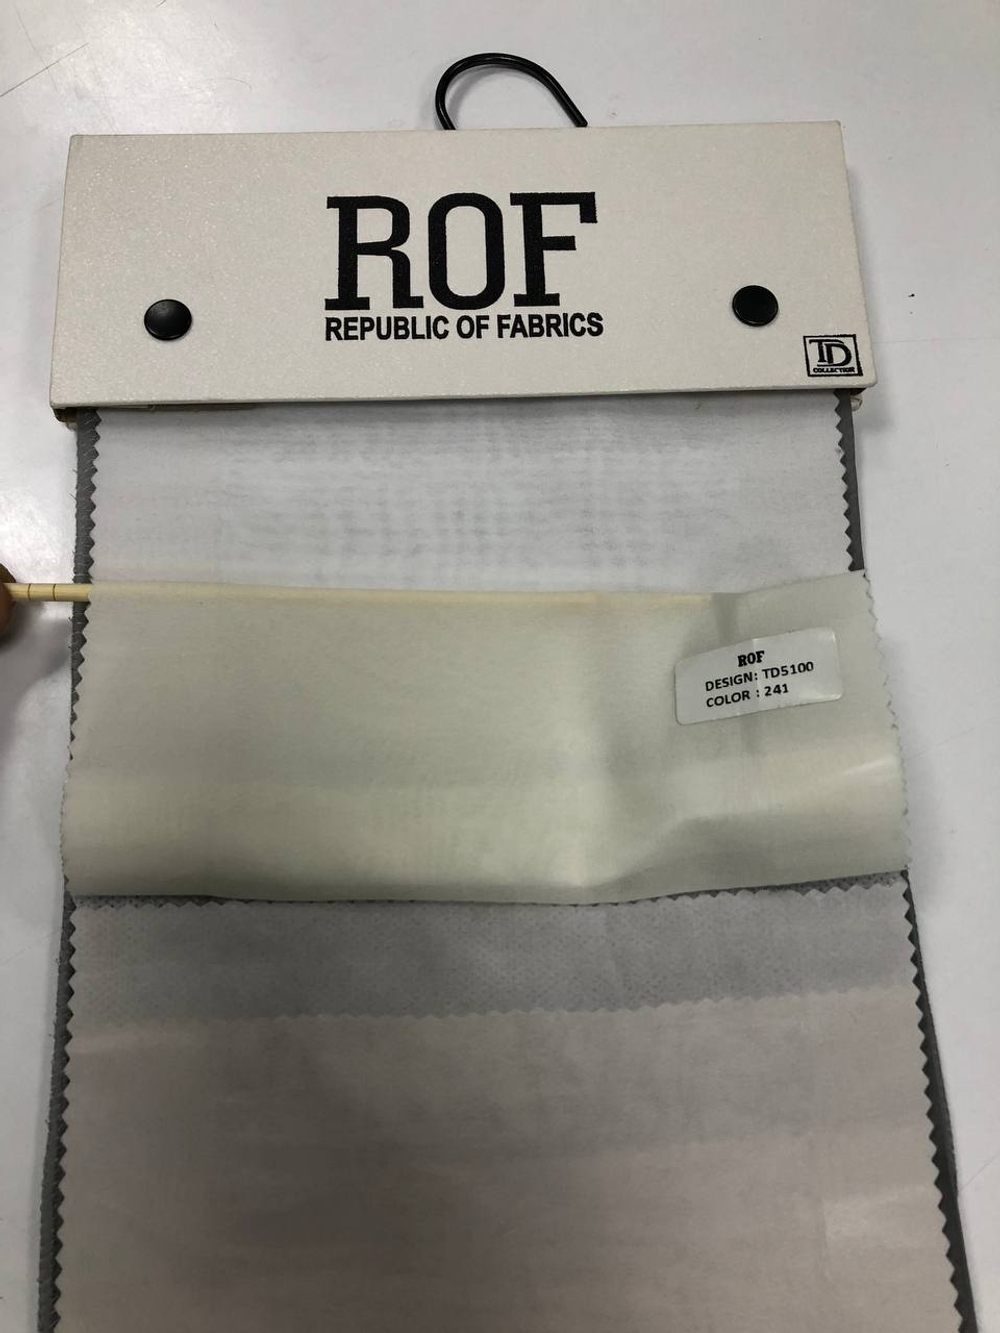 ROF
REPUBLIC OF FABRICS
TD
COLLECTION
ROF
DESIGN: TD5100
COLOR : 241